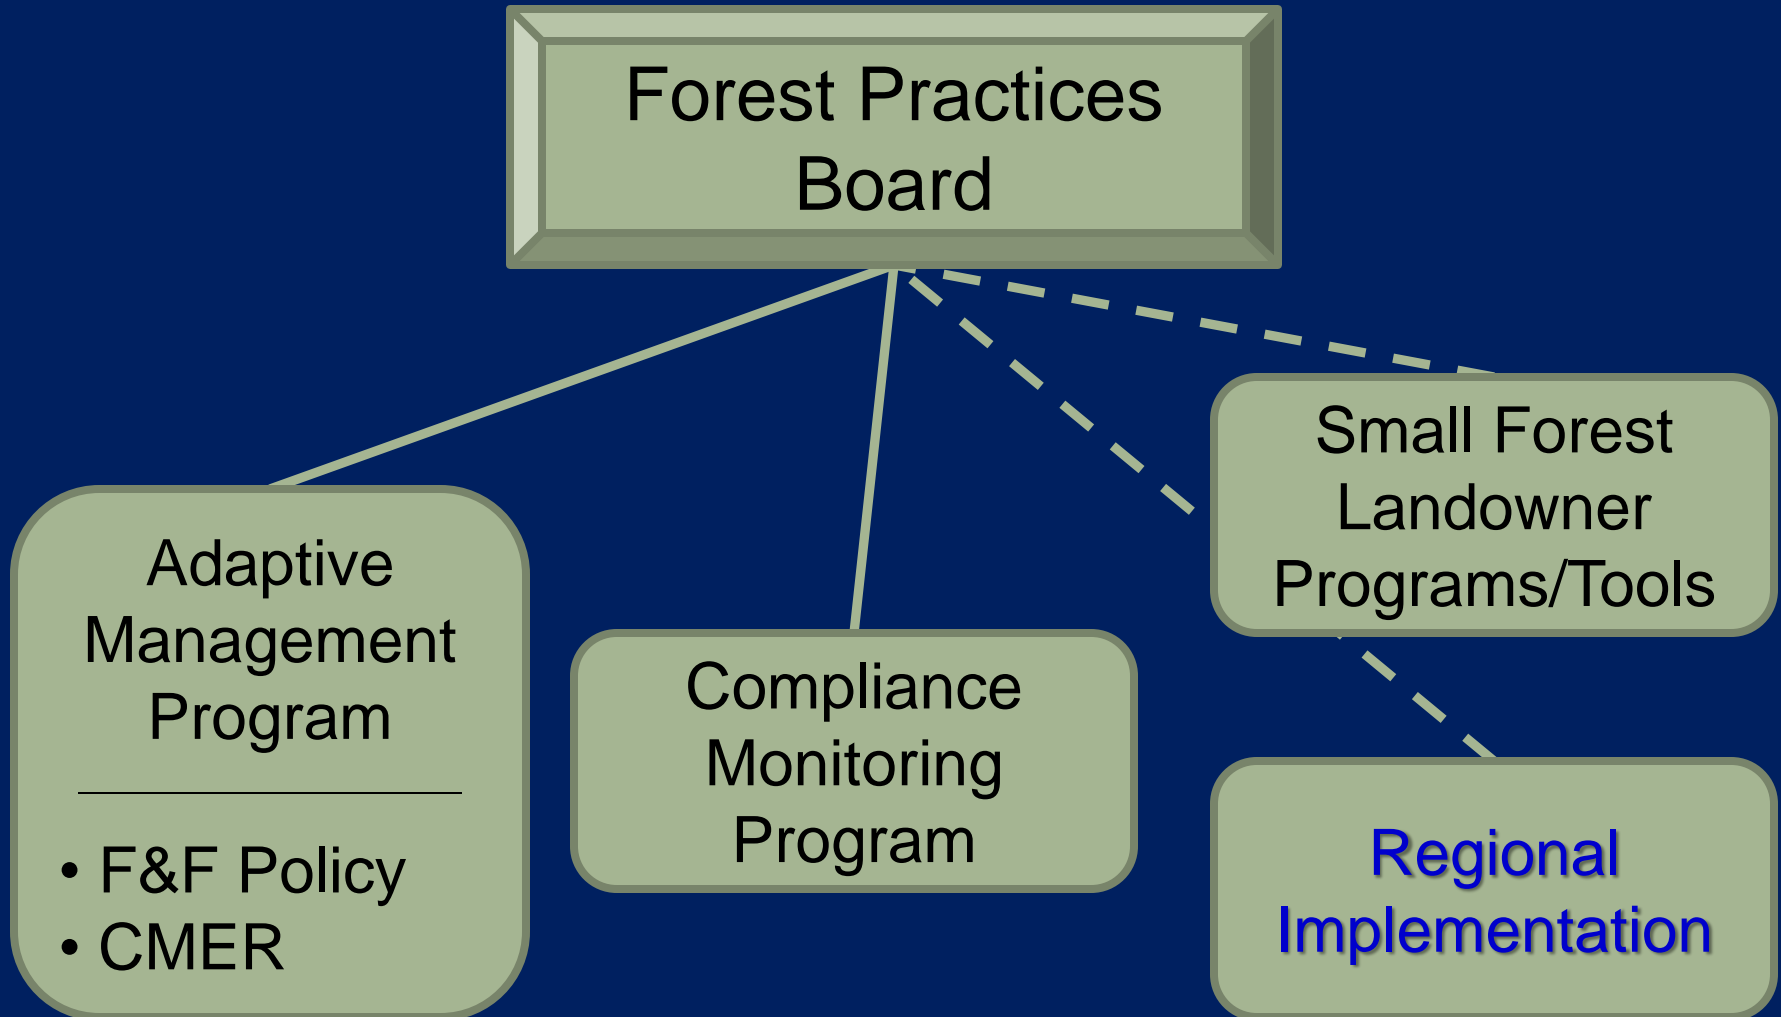 Forest Practices
Board
Small Forest
Landowner
Programs/Tools
Adaptive
Management
Program
• F&F Policy
• CMER
Compliance
Monitoring
Program
Regional
Implementation